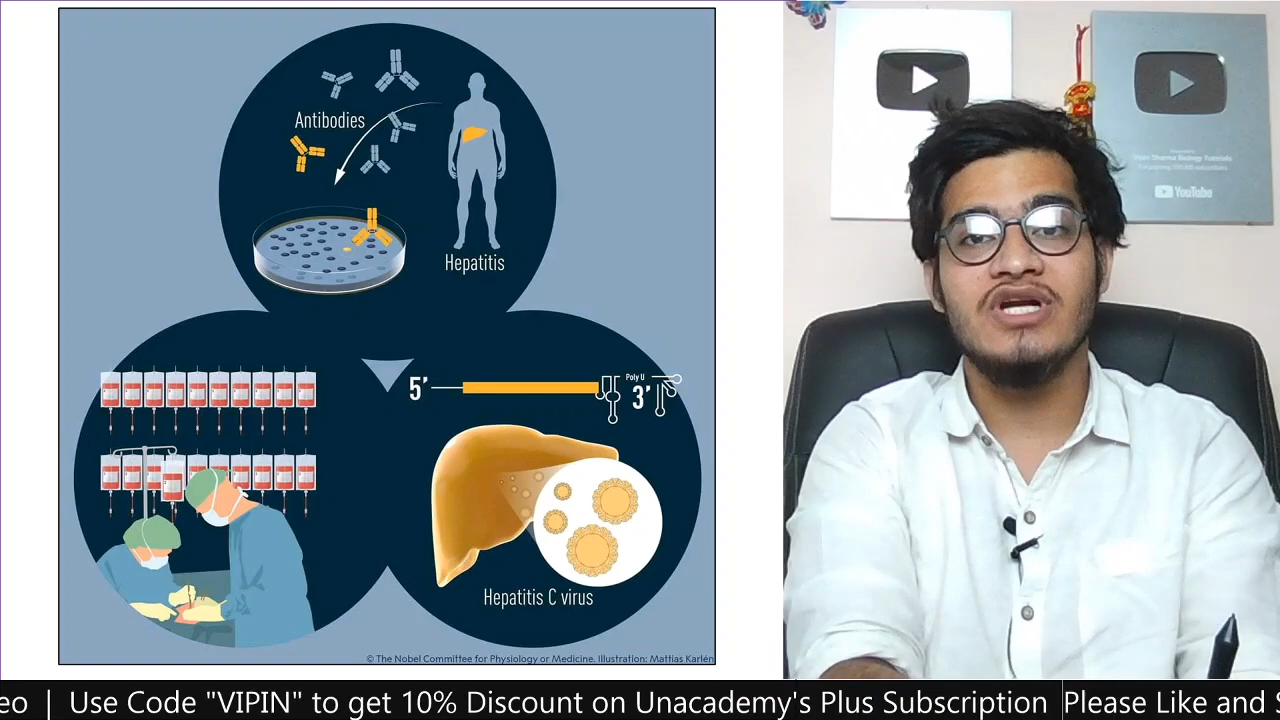 Antibodies
Hepatitis
5'
Poly U
3'
Hepatitis C virus
© The Nobel Committee for Physiology or Medicine. Illustration: Mattias Karlén
YouTube
eo | Use Code "VIPIN" to get 10% Discount on Unacademy's Plus Subscription Please Like and S